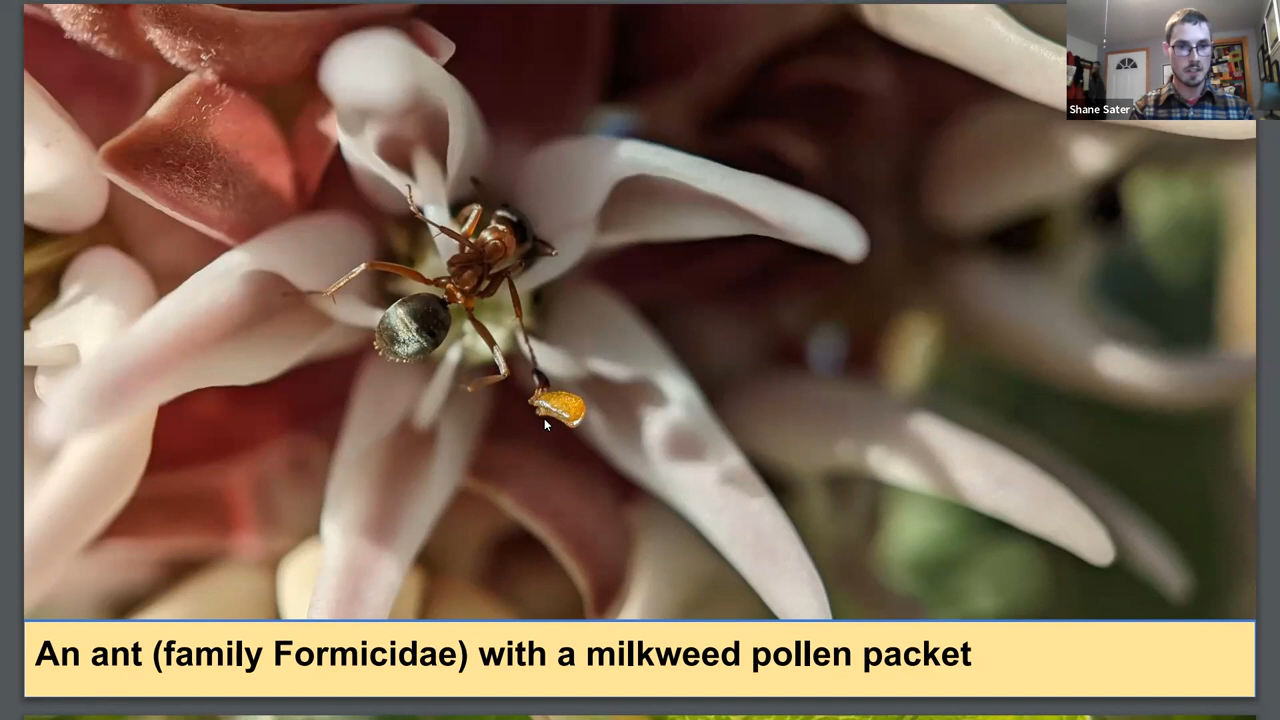 Shane Sater
An ant (family Formicidae) with a milkweed pollen packet